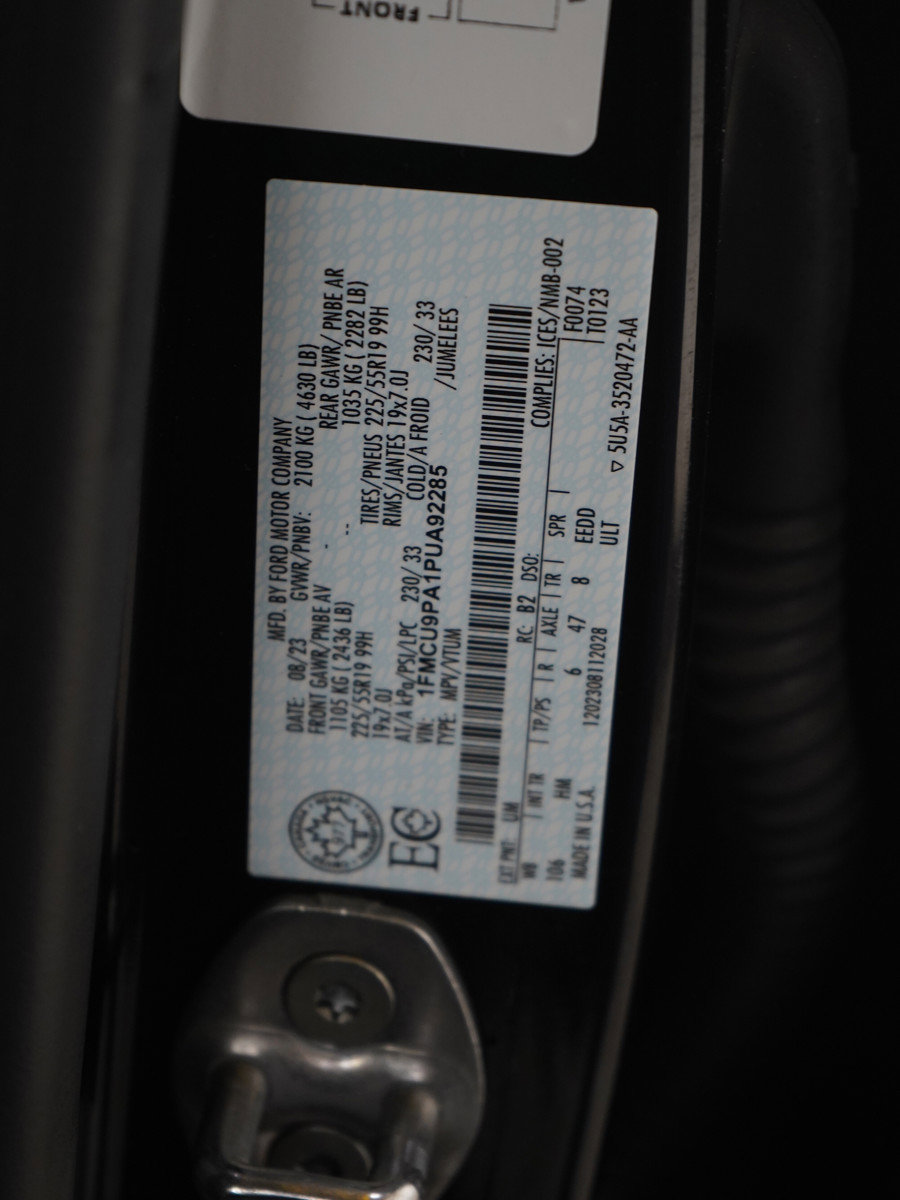 FRONT
MFD. BY FORD MOTOR COMPANY
DATE: 08/23 GVWR/PNBV: 2100 KG ( 4630 LB)
FRONT GAWR/PNBE AV REAR GAWR/ PNBE AR
1105 KG ( 2436 LB) 1035 KG ( 2282 LB)
225/55R19 99H TIRES/PNEUS 225/55R19 99H
19x7.0J RIMS/JANTES 19x7.0J
AT/A kPa/PSI/LPC 230/ 33 COLD/A FROID 230/ 33
VIN: 1FMCU9PA1PUA92285 /JUMELEES
TYPE: MPV/VTUM
EC
EXT PNT: UM RC: B2 DSO: COMPLIES: ICES/NMB-002
WB INT TR TP/PS R AXLE TR SPR F0074
106 HM 6 47 8 EEDD T0123
MADE IN U.S.A. 1202308112028 ULT ▽ 5U5A-3520472-AA